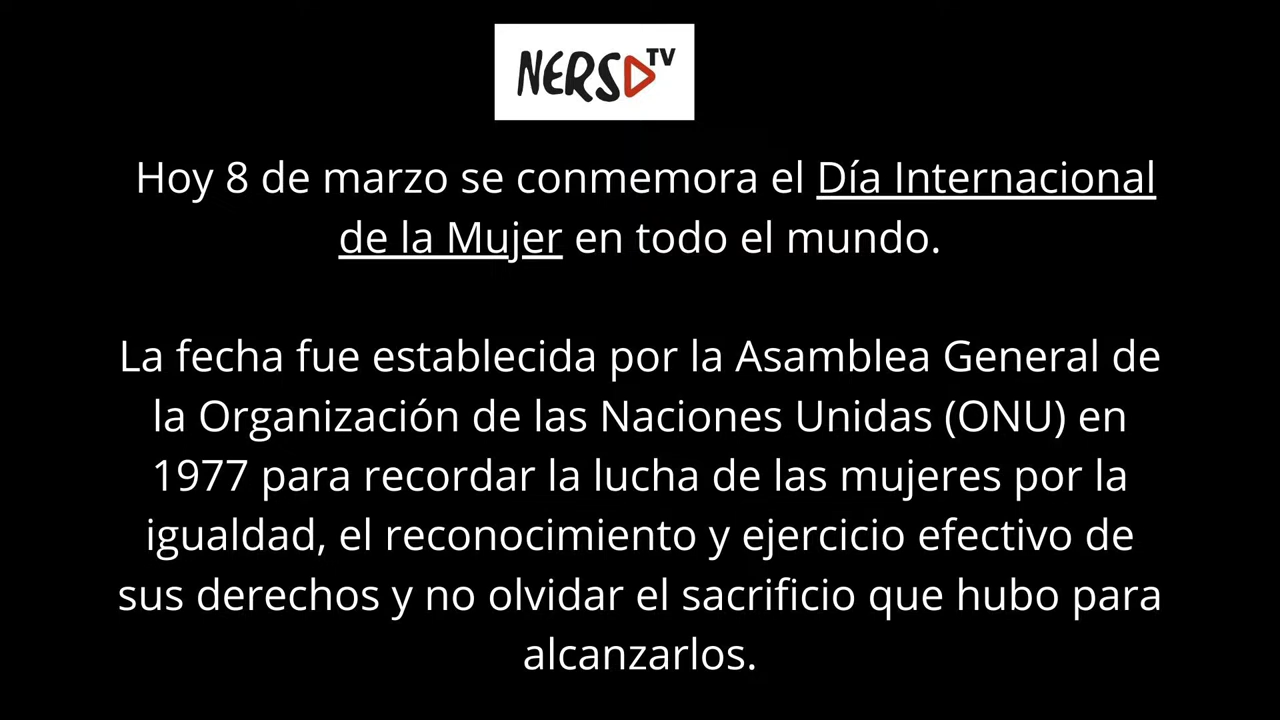 NERSTV
Hoy 8 de marzo se conmemora el Día Internacional
de la Mujer en todo el mundo.
La fecha fue establecida por la Asamblea General de
la Organización de las Naciones Unidas (ONU) en
1977 para recordar la lucha de las mujeres por la
igualdad, el reconocimiento y ejercicio efectivo de
sus derechos y no olvidar el sacrificio que hubo para
alcanzarlos.